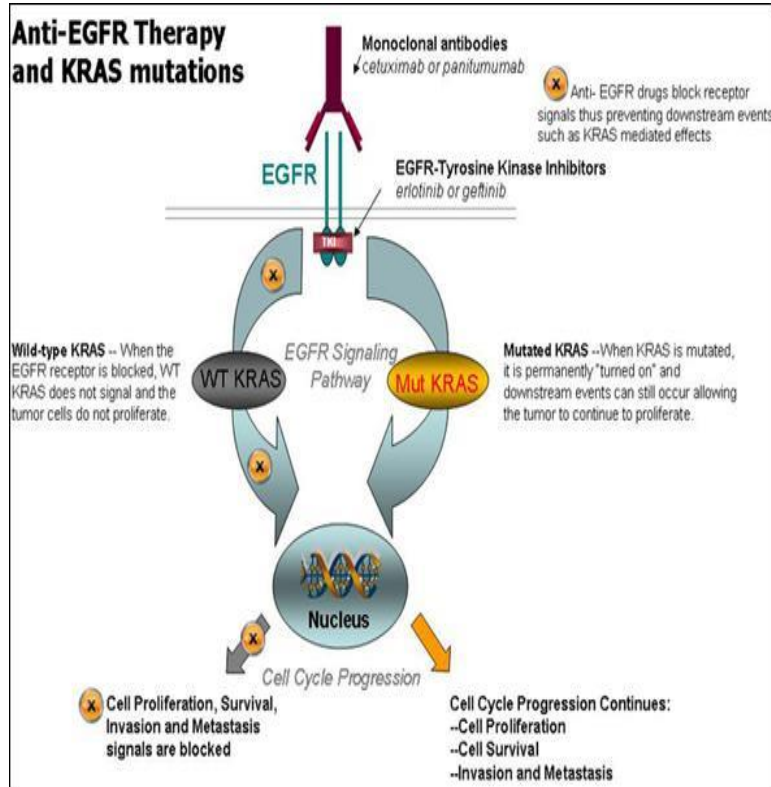 Anti-EGFR Therapy
and KRAS mutations
Monoclonal antibodies
cetuximab or panitumumab
X
Anti- EGFR drugs block receptor
signals thus preventing downstream events
such as KRAS mediated effects
EGFR
EGFR-Tyrosine Kinase Inhibitors
erlotinib or geftinib
TKI
X
Wild-type KRAS -- When the
EGFR receptor is blocked, WT
KRAS does not signal and the
tumor cells do not proliferate.
WT KRAS
EGFR Signaling
Pathway
Mut KRAS
Mutated KRAS --When KRAS is mutated,
it is permanently "turned on" and
downstream events can still occur allowing
the tumor to continue to proliferate.
X
Nucleus
X
Cell Cycle Progression
X
Cell Proliferation, Survival,
Invasion and Metastasis
signals are blocked
Cell Cycle Progression Continues:
--Cell Proliferation
--Cell Survival
--Invasion and Metastasis